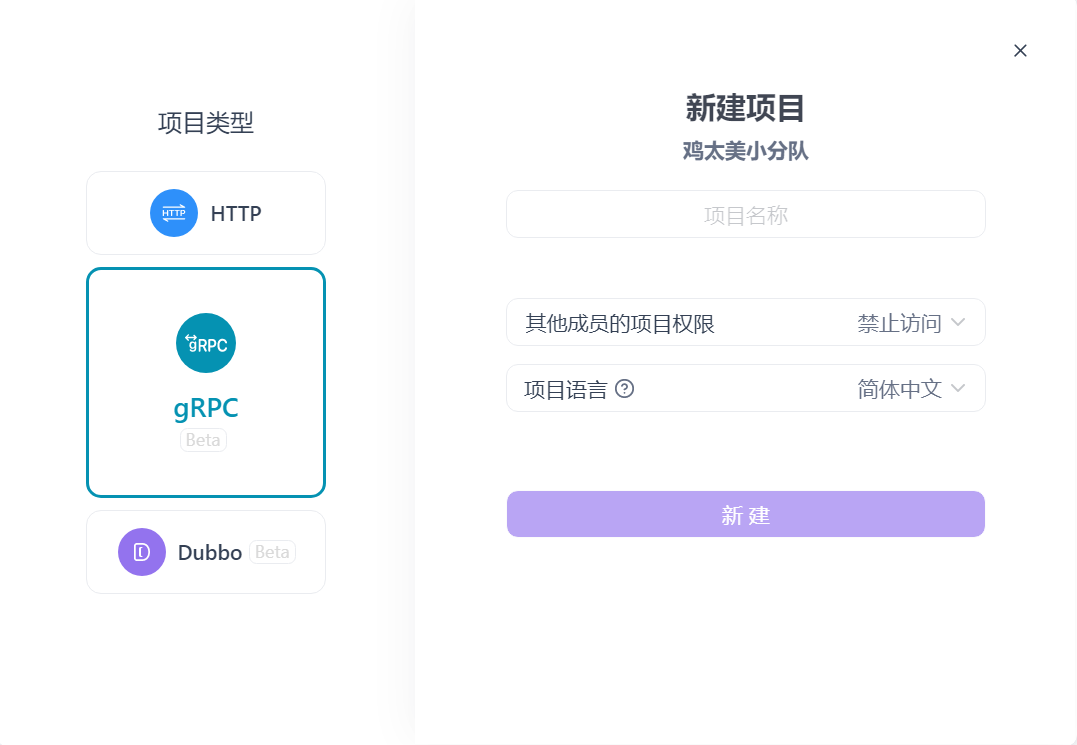 项目类型
HTTP
HTTP
gRPC
gRPC
Beta
D
Dubbo Beta
新建项目
鸡太美小分队
项目名称
其他成员的项目权限 禁止访问
项目语言 ? 简体中文
新 建